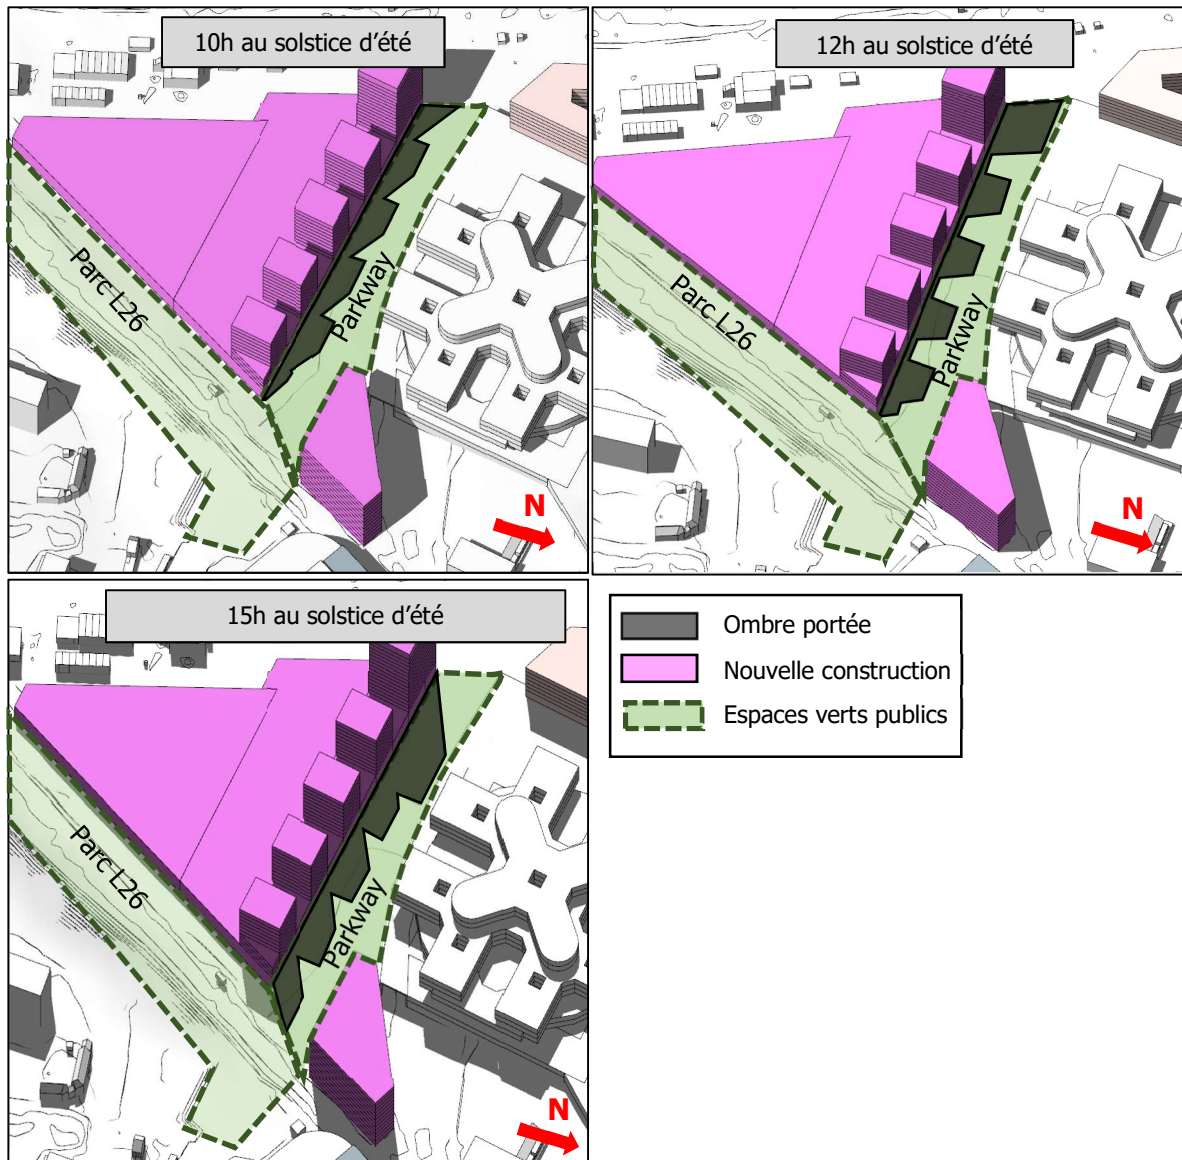 10h au solstice d'été
Parc L26
Parkway
N
12h au solstice d'été
Parc L26
Parkway
N
15h au solstice d'été
Parc L26
Parkway
N
Ombre portée
Nouvelle construction
Espaces verts publics